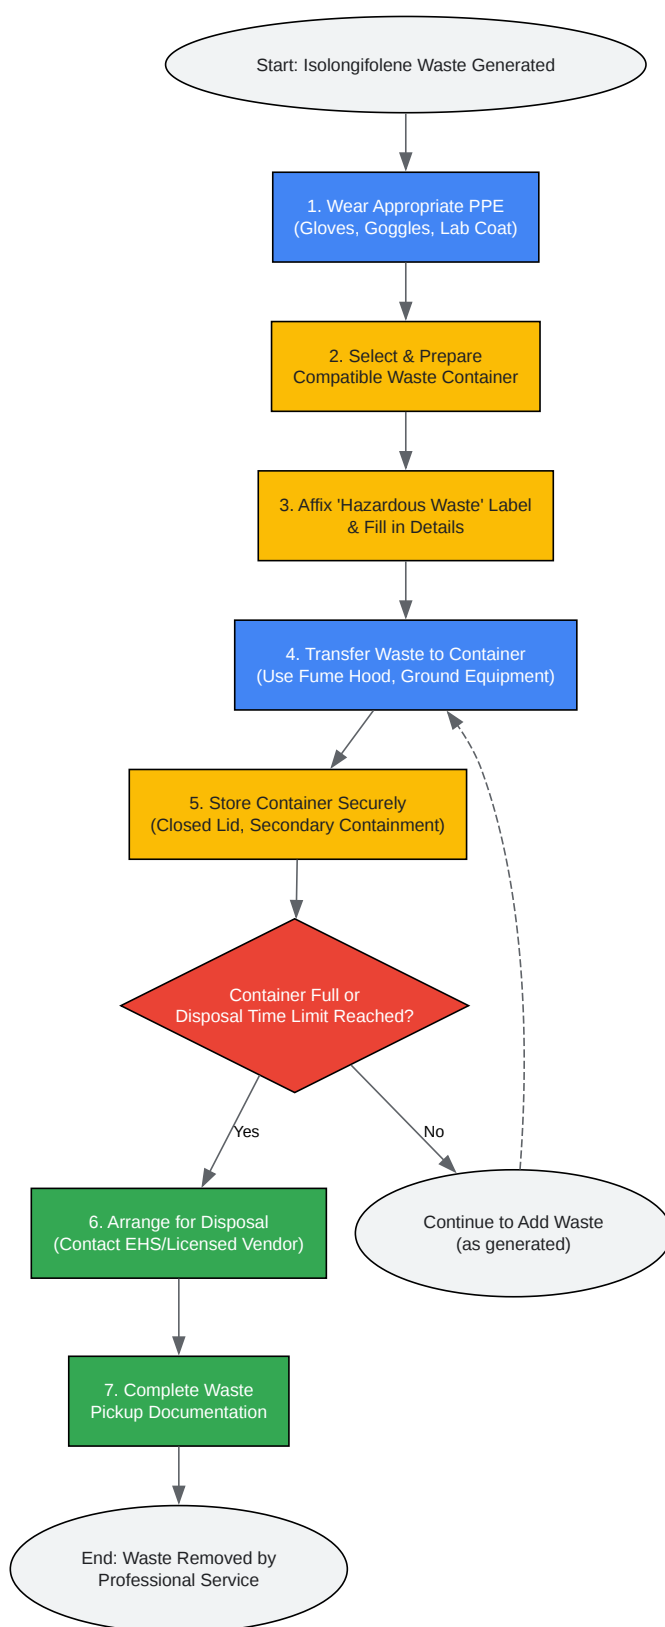 Start: Isolongifolene Waste Generated
1. Wear Appropriate PPE
(Gloves, Goggles, Lab Coat)
2. Select & Prepare
Compatible Waste Container
3. Affix 'Hazardous Waste' Label
& Fill in Details
4. Transfer Waste to Container
(Use Fume Hood, Ground Equipment)
5. Store Container Securely
(Closed Lid, Secondary Containment)
Container Full or
Disposal Time Limit Reached?
Yes
No
6. Arrange for Disposal
(Contact EHS/Licensed Vendor)
Continue to Add Waste
(as generated)
7. Complete Waste
Pickup Documentation
End: Waste Removed by
Professional Service